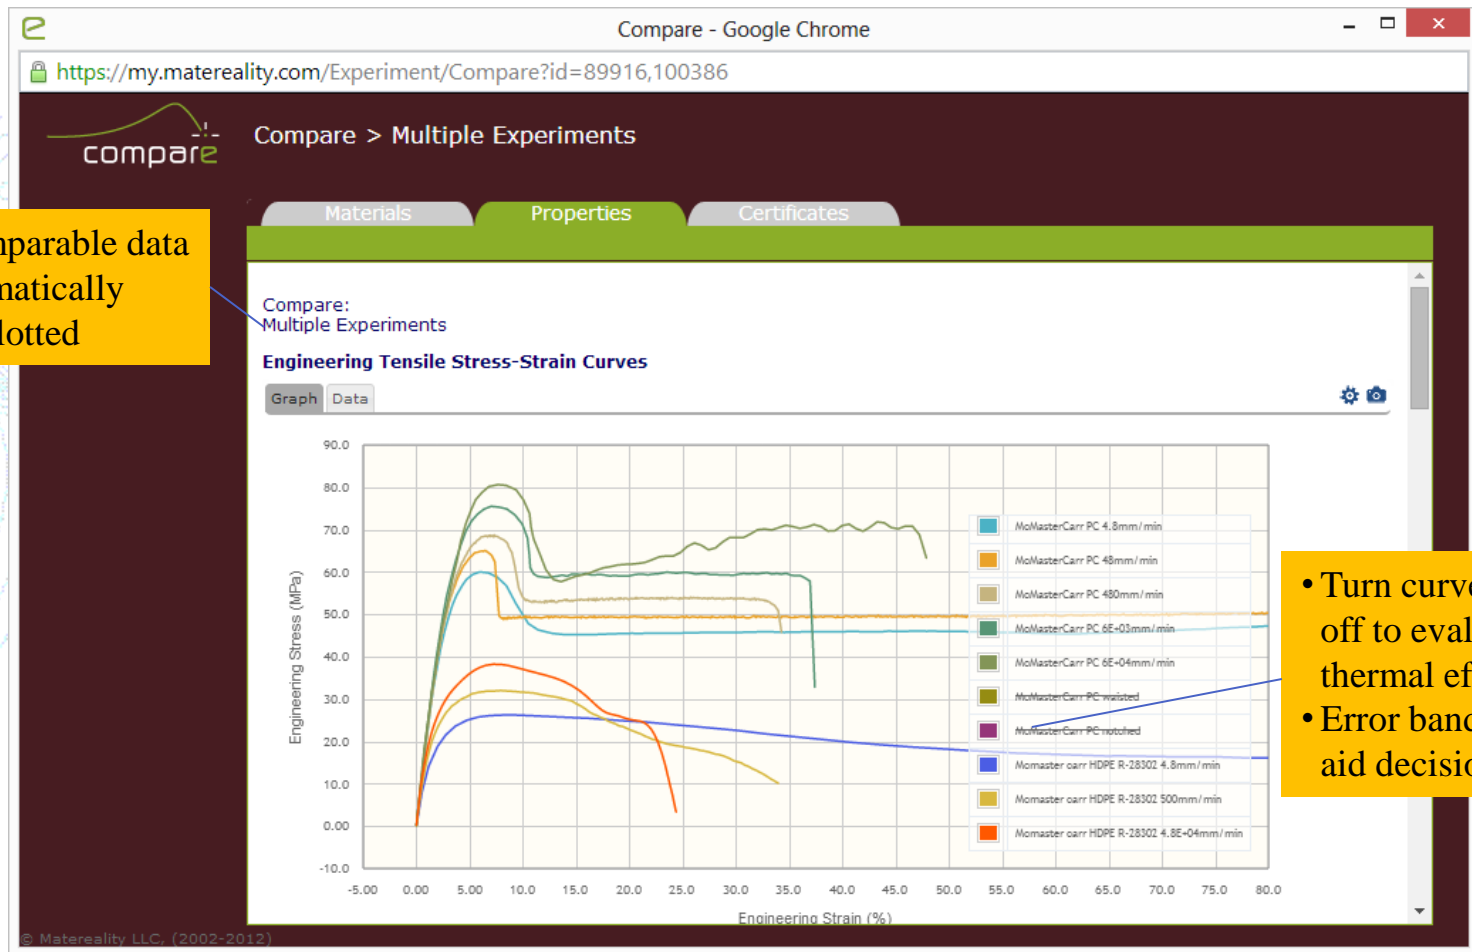 Compare - Google Chrome
https://my.matereality.com/Experiment/Compare?id=89916,100386
compare
Compare > Multiple Experiments
Materials
Properties
Certificates
data
Compare:
Multiple Experiments
Engineering Tensile Stress-Strain Curves
Graph
Data
90.0
80.0
70.0
60.0
50.0
40.0
30.0
20.0
10.0
0.00
-10.0
Engineering Stress (MPa)
-5.00 0.00 5.00 10.0 15.0 20.0 25.0 30.0 35.0 40.0 45.0 50.0 55.0 60.0 65.0 70.0 75.0 80.0
Engineering Strain (%)
MoMasterCarr PC 4.8mm/min
MoMasterCarr PC 48mm/min
MoMasterCarr PC 480mm/min
MoMasterCarr PC 6E+03mm/min
MoMasterCarr PC 6E+04mm/min
MoMasterCarr PC waisted
MoMasterCarr PC notched
Momaster carr HDPE R-28302 4.8mm/min
Momaster carr HDPE R-28302 500mm/min
Momaster carr HDPE R-28302 4.8E+04mm/min
• Turn
off to
thermal
• Error
aid
© Matereality LLC, (2002-2012)